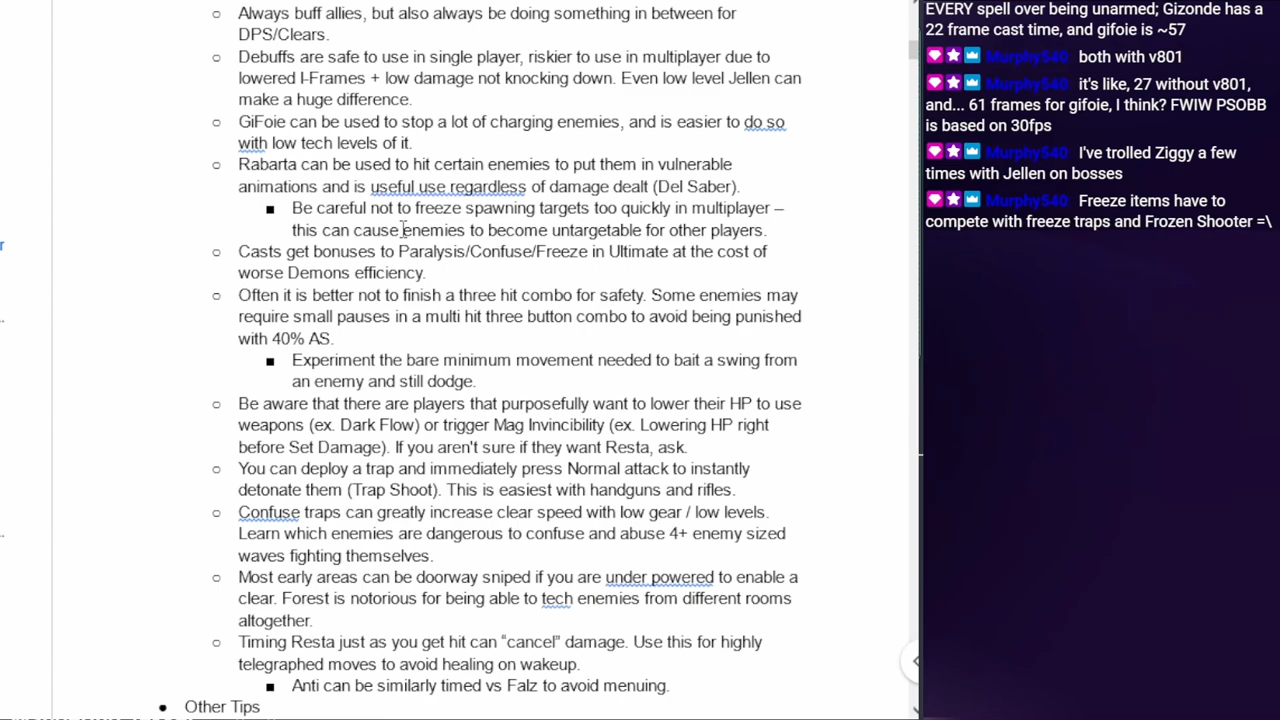 Always buff allies, but also always be doing something in between for
DPS/Clears.
Debuffs are safe to use in single player, riskier to use in multiplayer due to
lowered I-Frames + low damage not knocking down. Even low level Jellen can
make a huge difference.
GiFoie can be used to stop a lot of charging enemies, and is easier to do so
with low tech levels of it.
Rabarta can be used to hit certain enemies to put them in vulnerable
animations and is useful use regardless of damage dealt (Del Saber).
Be careful not to freeze spawning targets too quickly in multiplayer –
this can cause enemies to become untargetable for other players.
Casts get bonuses to Paralysis/Confuse/Freeze in Ultimate at the cost of
worse Demons efficiency.
Often it is better not to finish a three hit combo for safety. Some enemies may
require small pauses in a multi hit three button combo to avoid being punished
with 40% AS.
Experiment the bare minimum movement needed to bait a swing from
an enemy and still dodge.
Be aware that there are players that purposefully want to lower their HP to use
weapons (ex. Dark Flow) or trigger Mag Invincibility (ex. Lowering HP right
before Set Damage). If you aren't sure if they want Resta, ask.
You can deploy a trap and immediately press Normal attack to instantly
detonate them (Trap Shoot). This is easiest with handguns and rifles.
Confuse traps can greatly increase clear speed with low gear / low levels.
Learn which enemies are dangerous to confuse and abuse 4+ enemy sized
waves fighting themselves.
Most early areas can be doorway sniped if you are under powered to enable a
clear. Forest is notorious for being able to tech enemies from different rooms
altogether.
Timing Resta just as you get hit can “cancel” damage. Use this for highly
telegraphed moves to avoid healing on wakeup.
Anti can be similarly timed vs Falz to avoid menuing.
Other Tips
EVERY spell over being unarmed; Gizonde has a
22 frame cast time, and gifoie is ~57
Murphy540 both with v801
Murphy540 it's like, 27 without v801,
and... 61 frames for gifoie, I think? FWIW PSOBB
is based on 30fps
Murphy540 I've trolled Ziggy a few
times with Jellen on bosses
Murphy540 Freeze items have to
compete with freeze traps and Frozen Shooter =\